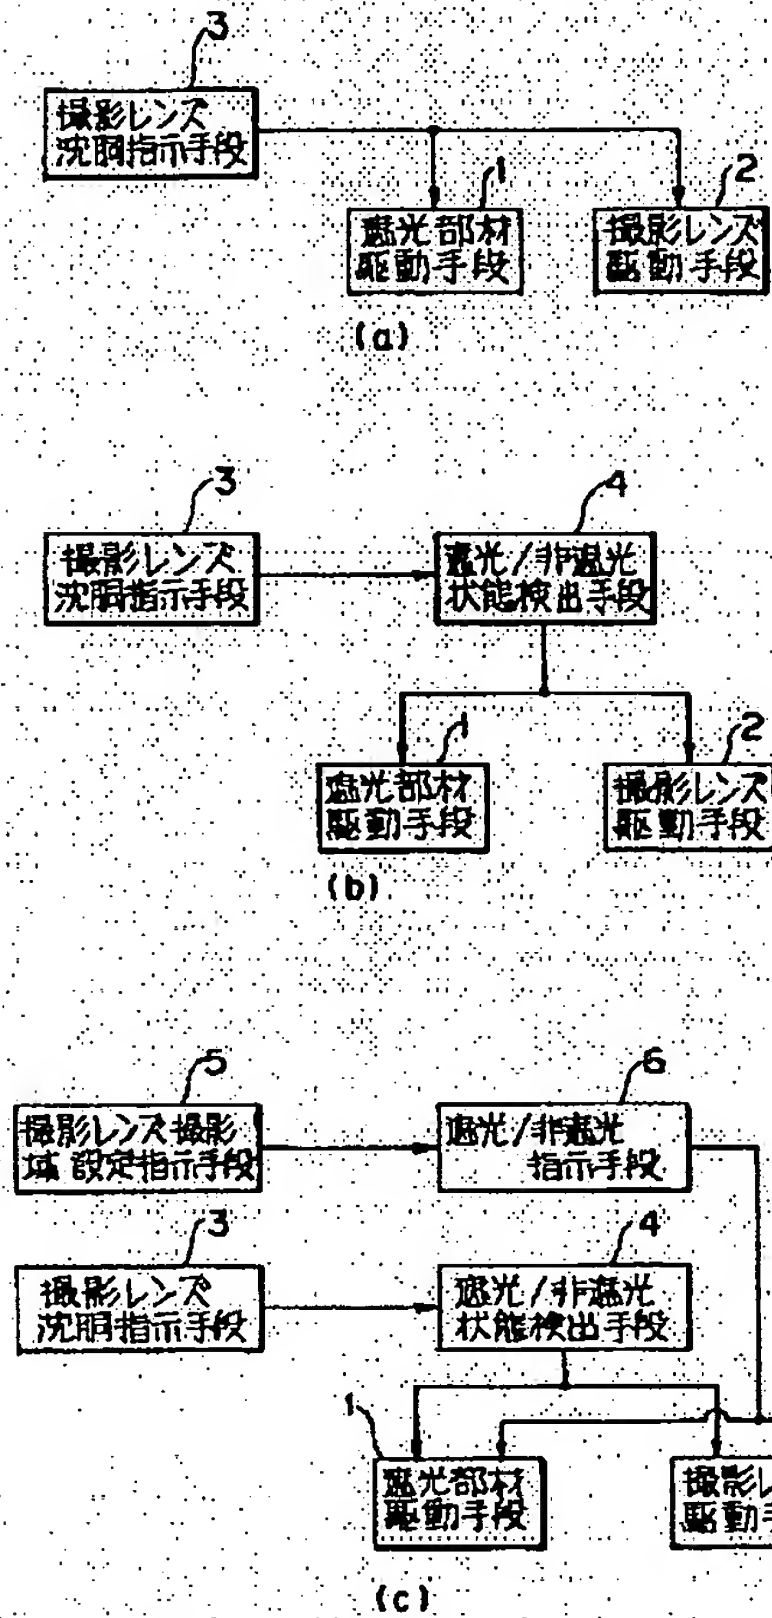 3
撮影レンズ
沈胴指示手段
1
遮光部材
駆動手段
2
撮影レンズ
駆動手段
(a)
3
撮影レンズ
沈胴指示手段
4
遮光/非遮光
状態検出手段
1
遮光部材
駆動手段
2
撮影レンズ
駆動手段
(b)
5
撮影レンズ撮影
域設定指示手段
6
遮光/非遮光
指示手段
3
撮影レンズ
沈胴指示手段
4
遮光/非遮光
状態検出手段
1
遮光部材
駆動手段
撮影レ
駆動手
(c)